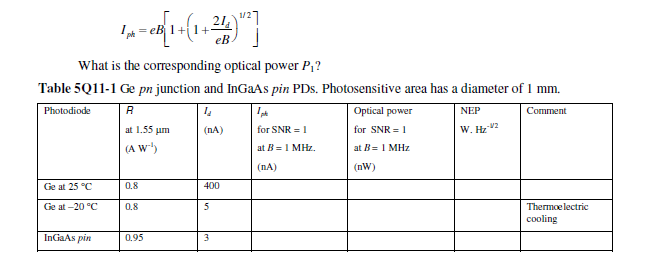 I_ph = eB[1+(1+2I_d/eB)^1/2]
What is the corresponding optical power P₁?
Table 5Q11-1 Ge pn junction and InGaAs pin PDs. Photosensitive area has a diameter of 1 mm.
Photodiode R I_d I_ph Optical power NEP Comment
at 1.55 µm (nA) for SNR = 1 for SNR = 1 W. Hz^-1/2
(A W⁻¹) at B = 1 MHz. at B = 1 MHz
(nA) (nW)
Ge at 25 °C 0.8 400
Ge at –20 °C 0.8 5 Thermoelectric
cooling
InGaAs pin 0.95 3